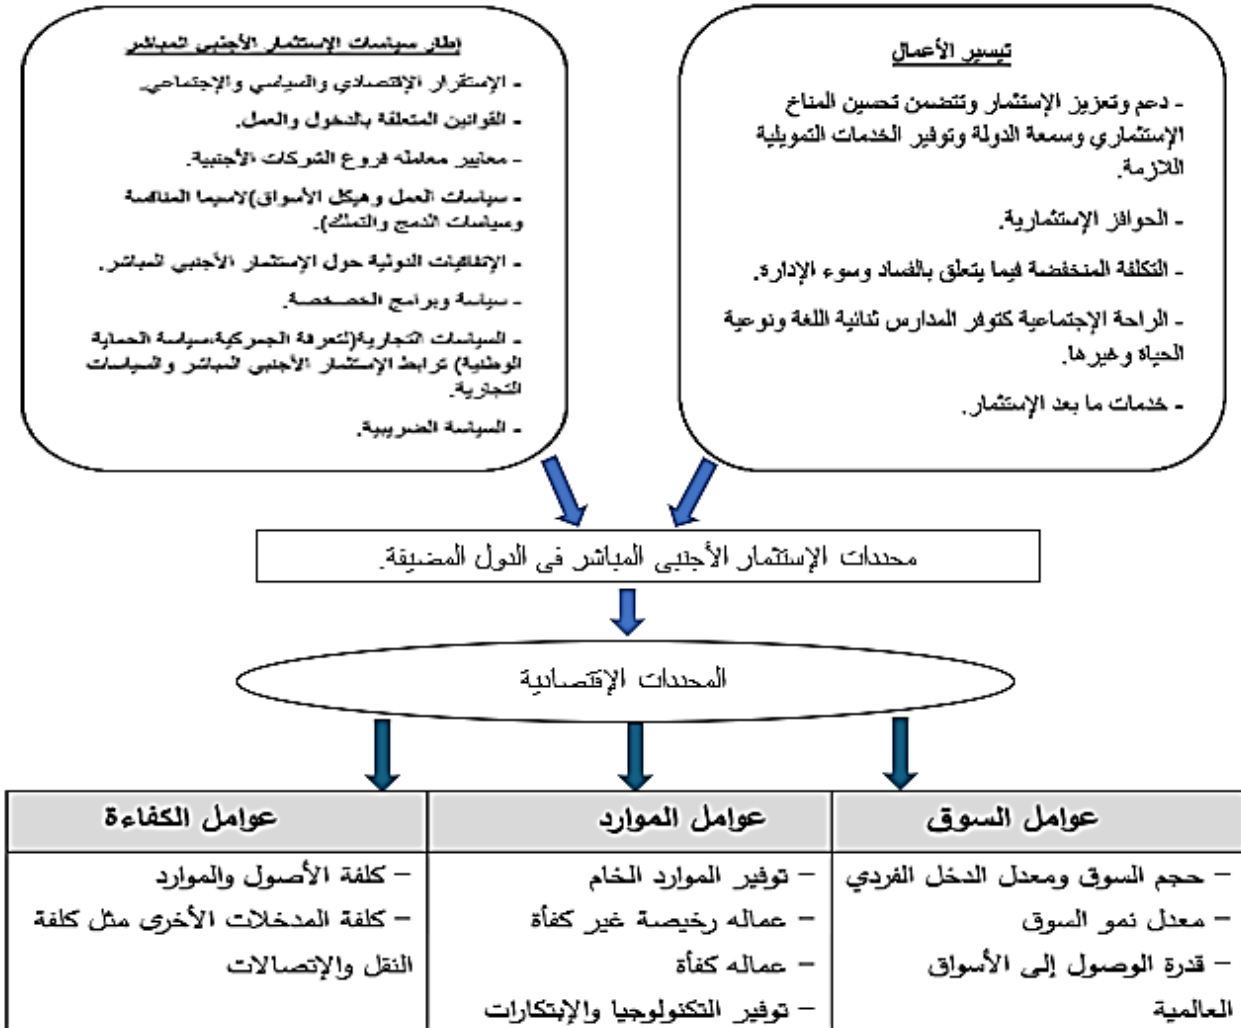 تيسير الأعمال
- دعم وتعزيز الإستثمار وتتضمن تحسين المناخ
الإستثماري وسمعة الدولة وتوفير الخدمات التمويلية
اللازمة.
- الحوافز الإستثمارية.
- التكلفة المنخفضة فيما يتعلق بالفساد وسوء الإدارة.
- الراحة الإجتماعية كتوفر المدارس ثنائية اللغة ونوعية
الحياة وغيرها.
- خدمات ما بعد الإستثمار.
إطار سياسات الإستثمار الأجنبي المباشر
- الإستقرار الإقتصادي والسياسي والإجتماعي.
- القوانين المتعلقة بالدخول والعمل.
- معايير معامله فروع الشركات الأجنبية.
- سياسات العمل وهيكل الأسواق)لاسيما المنافسة
وسياسات الدمج والتملك).
- الإتفاقيات الدولية حول الإستثمار الأجنبي المباشر.
- سياسة وبرامج الخصخصة.
- السياسات التجارية(لتعرفة الجمركية،سياسة الحماية
الوطنية) ترابط الإستثمار الأجنبي المباشر والسياسات
التجارية.
- السياسة الضريبية.
محددات الإستثمار الأجنبي المباشر في الدول المضيفة.
المحددات الإقتصادية
عوامل السوق
– حجم السوق ومعدل الدخل الفردي
– معدل نمو السوق
– قدرة الوصول إلى الأسواق
العالمية
عوامل الموارد
– توفير الموارد الخام
– عماله رخيصة غير كفأة
– عماله كفأة
– توفير التكنولوجيا والإبتكارات
عوامل الكفاءة
– كلفة الأصول والموارد
– كلفة المدخلات الأخرى مثل كلفة
النقل والإتصالات